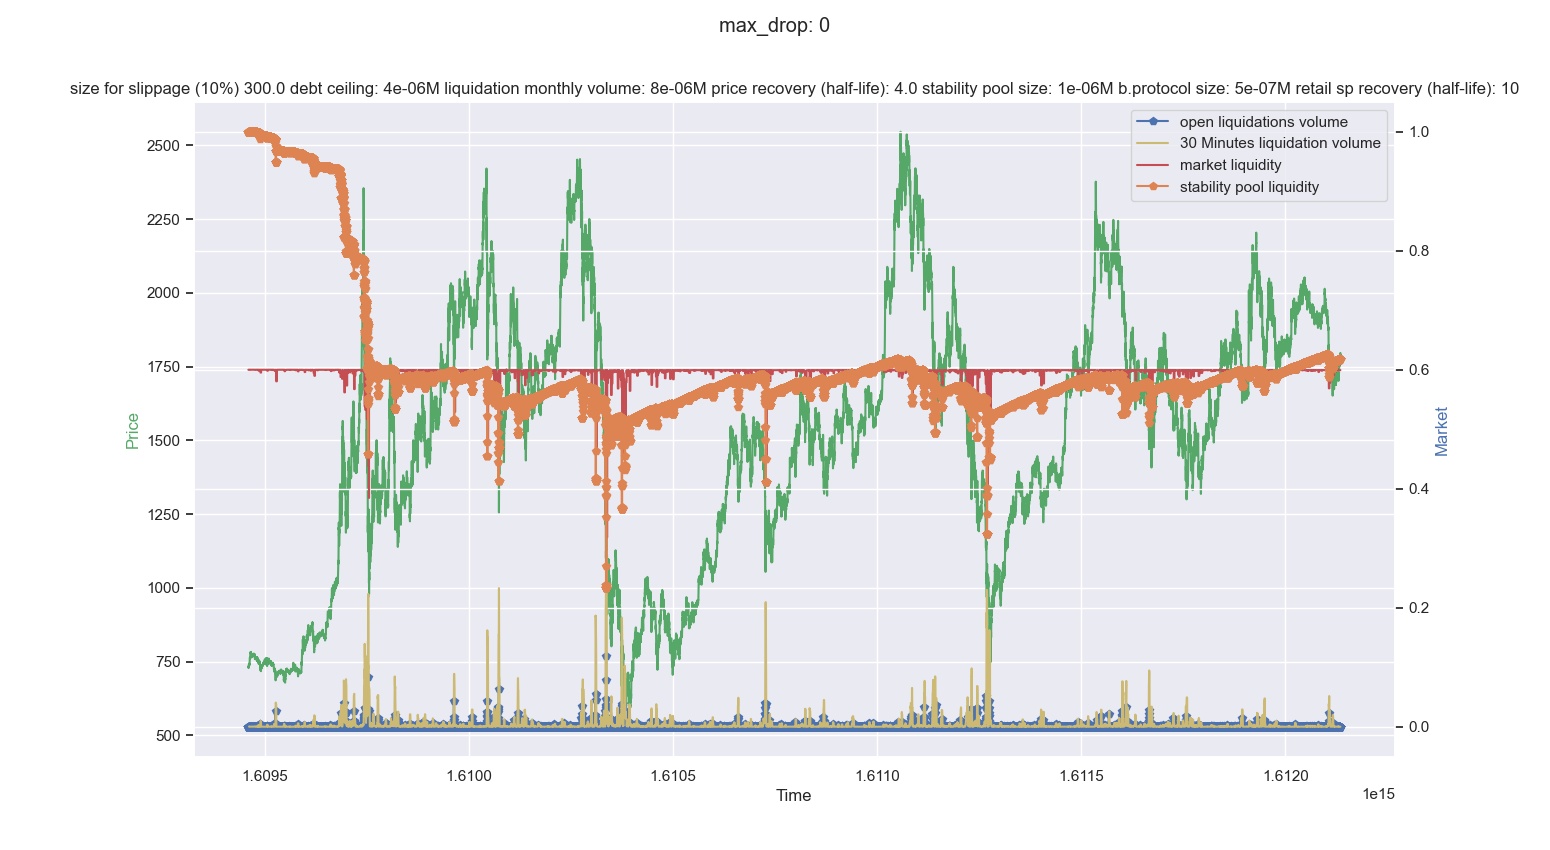 max_drop: 0
size for slippage (10%) 300.0 debt ceiling: 4e-06M liquidation monthly volume: 8e-06M price recovery (half-life): 4.0 stability pool size: 1e-06M b.protocol size: 5e-07M retail sp recovery (half-life): 10
open liquidations volume
30 Minutes liquidation volume
market liquidity
stability pool liquidity
2500
2250
2000
1750
1500
1250
1000
750
500
Price
1.0
0.8
0.6
0.4
0.2
0.0
Market
1.6095
1.6100
1.6105
1.6110
1.6115
1.6120
Time
1e15